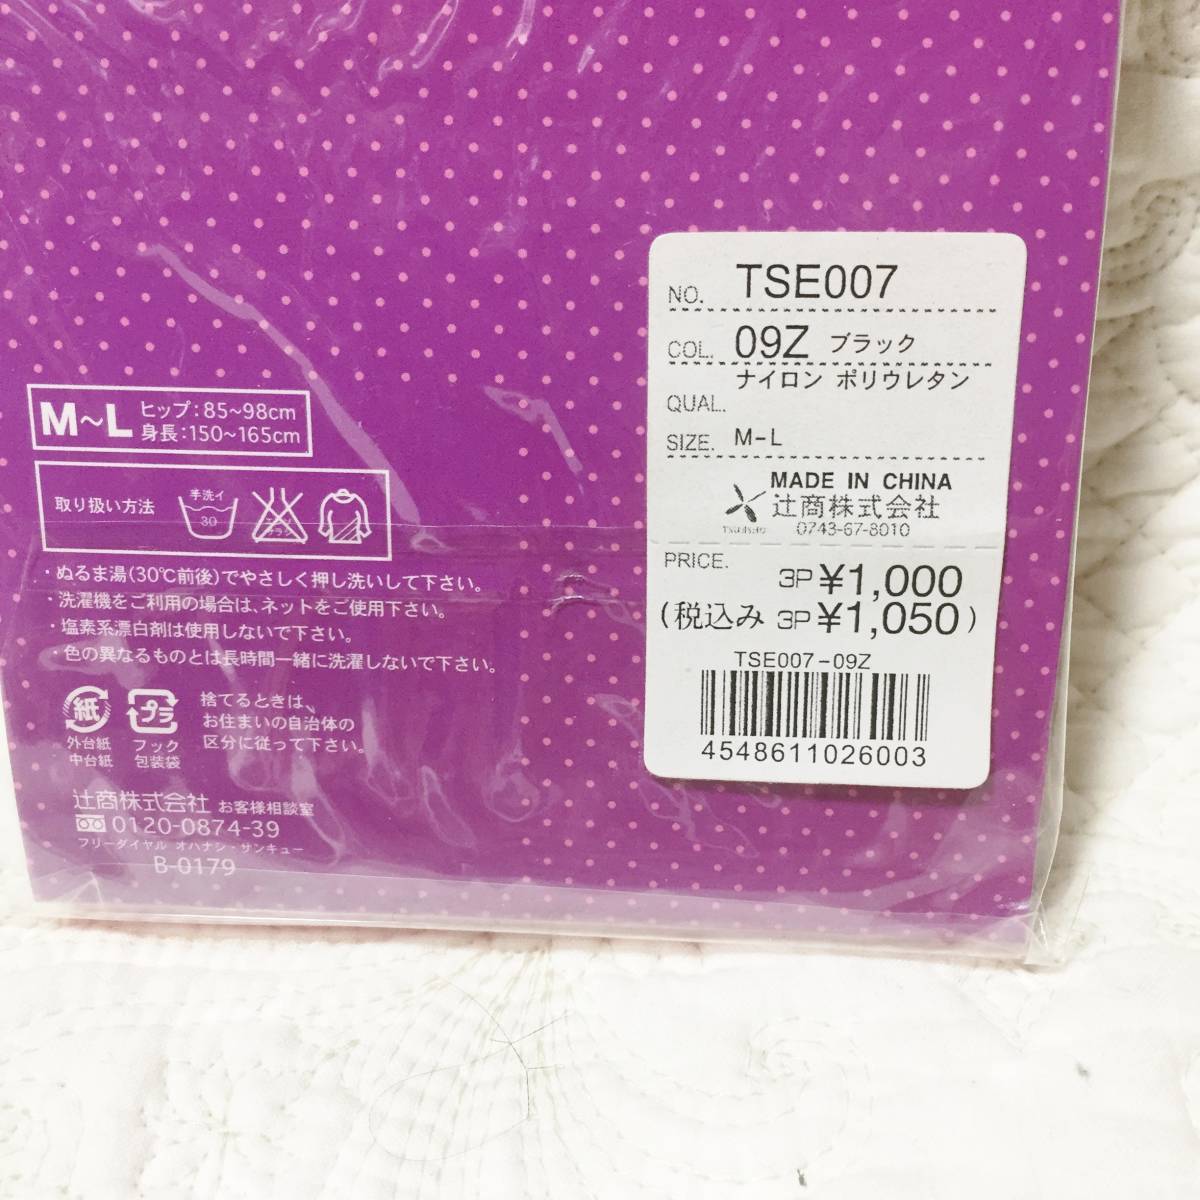 M~L
ヒップ:85~98cm
身長:150~165cm
取り扱い方法
手洗イ
30
・ぬるま湯(30℃前後)でやさしく押し洗いして下さい。
・洗濯機をご利用の場合は、ネットをご使用下さい。
・塩素系漂白剤は使用しないで下さい。
・色の異なるものとは長時間一緒に洗濯しないで下さい。
紙
外台紙
中台紙
プラ
フック
包装袋
捨てるときは、
お住まいの自治体の
区分に従って下さい。
辻商株式会社 お客様相談室
0120-0874-39
フリーダイヤル オハナシ・サンキュー
B-0179
NO. TSE007
COL. 09Z ブラック
ナイロン ポリウレタン
QUAL.
SIZE. M-L
MADE IN CHINA
辻商株式会社
0743-67-8010
PRICE.
3P ¥1,000
(税込み 3P ¥1,050)
TSE007-09Z
4548611026003